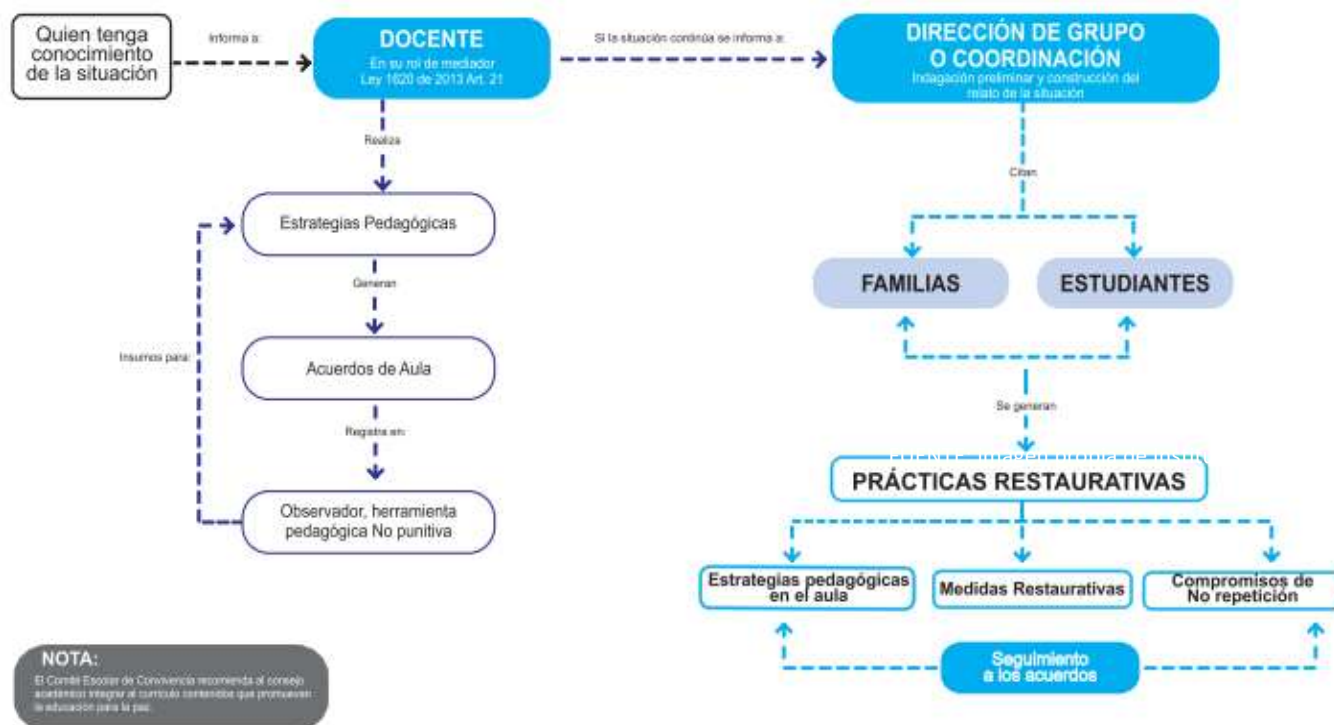 Quien tenga
conocimiento
de la situación
Informa a:
DOCENTE
En su rol de mediador
Ley 1620 de 2013 Art. 21
Si la situación continúa se informa a:
DIRECCIÓN DE GRUPO
O COORDINACIÓN
Indagación preliminar y construcción del
relato de la situación
Realiza
Estrategias Pedagógicas
Generan
Acuerdos de Aula
Registra en:
Observador, herramienta
pedagógica No punitiva
Insumos para:
Citan
FAMILIAS
ESTUDIANTES
Se generan
FUENTE: Imagen propia de
PRÁCTICAS RESTAURATIVAS
Estrategias pedagógicas
en el aula
Medidas Restaurativas
Compromisos de
No repetición
Seguimiento
a los acuerdos
NOTA:
El Comité Escolar de Convivencia recomienda al consejo
académico integrar al currículo contenidos que promuevan
la educación para la paz.